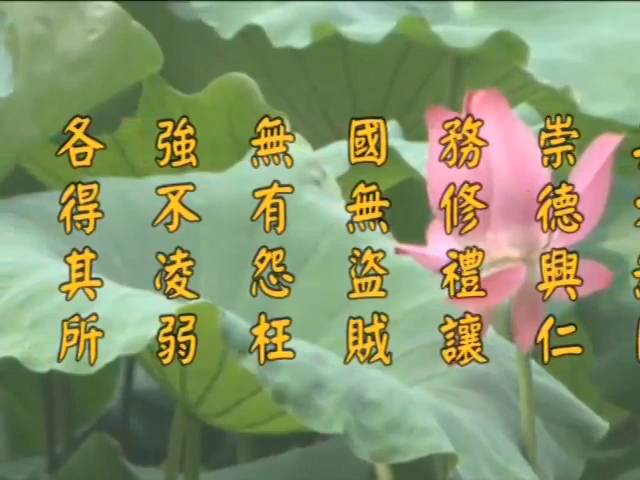 崇德興仁
務修禮讓
國無盜賊
無有怨枉
強不凌弱
各得其所